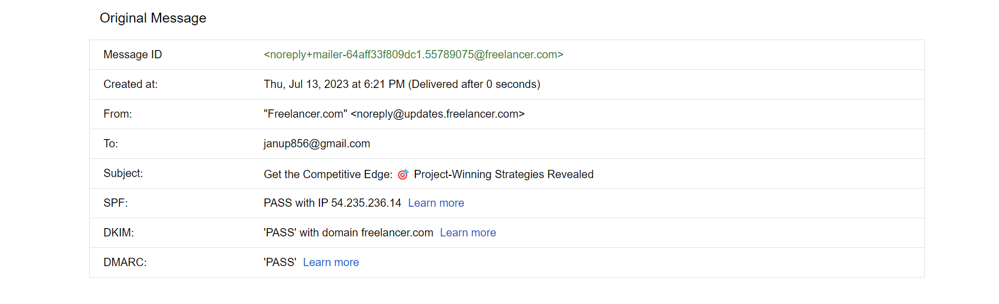 Original Message
Message ID <noreply+mailer-64aff33f809dc1.55789075@freelancer.com>
Created at: Thu, Jul 13, 2023 at 6:21 PM (Delivered after 0 seconds)
From: "Freelancer.com" <noreply@updates.freelancer.com>
To: janup856@gmail.com
Subject: Get the Competitive Edge: 🎯 Project-Winning Strategies Revealed
SPF: PASS with IP 54.235.236.14 Learn more
DKIM: 'PASS' with domain freelancer.com Learn more
DMARC: 'PASS' Learn more